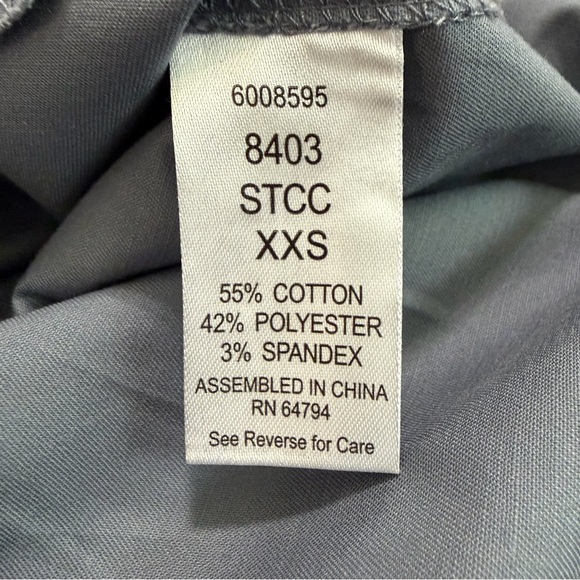 6008595
8403
STCC
XXS
55% COTTON
42% POLYESTER
3% SPANDEX
ASSEMBLED IN CHINA
RN 64794
See Reverse for Care